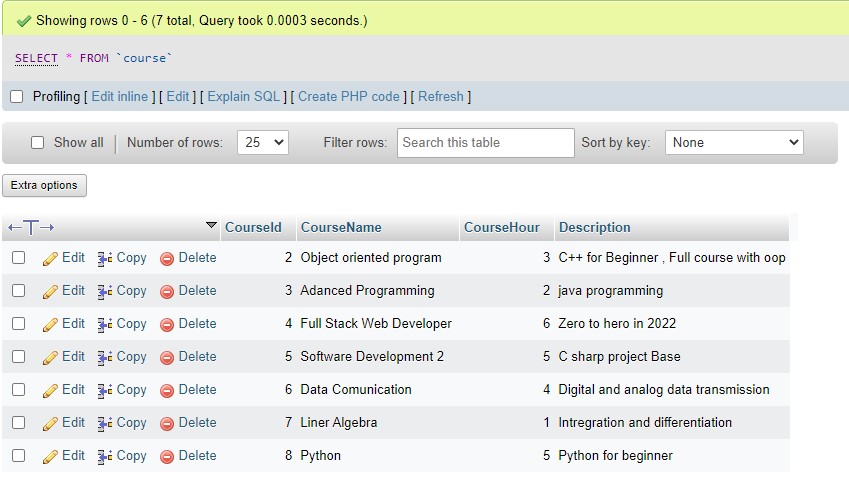 Showing rows 0 - 6 (7 total, Query took 0.0003 seconds.)
SELECT * FROM `course`
Profiling [ Edit inline ] [ Edit ] [ Explain SQL ] [ Create PHP code ] [ Refresh ]
Show all Number of rows: 25 Filter rows: Search this table Sort by key: None
Extra options
CourseId CourseName CourseHour Description
Edit Copy Delete 2 Object oriented program 3 C++ for Beginner , Full course with oop
Edit Copy Delete 3 Adanced Programming 2 java programming
Edit Copy Delete 4 Full Stack Web Developer 6 Zero to hero in 2022
Edit Copy Delete 5 Software Development 2 5 C sharp project Base
Edit Copy Delete 6 Data Comunication 4 Digital and analog data transmission
Edit Copy Delete 7 Liner Algebra 1 Intregration and differentiation
Edit Copy Delete 8 Python 5 Python for beginner